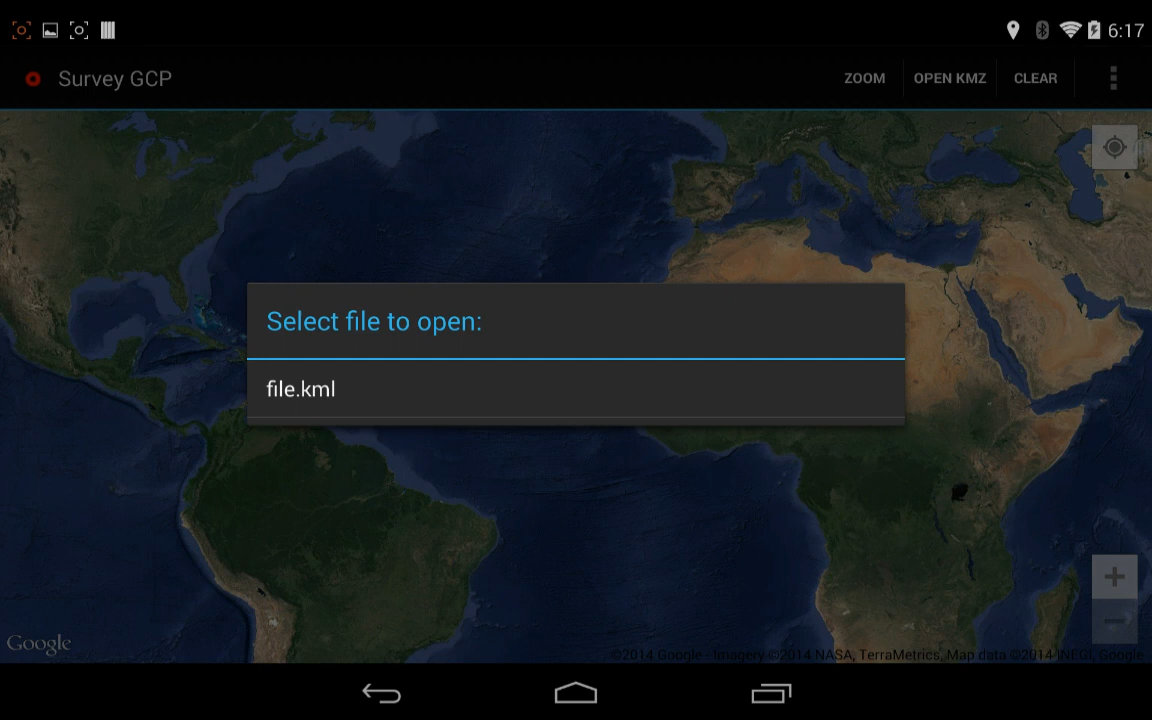 6:17
Survey GCP
ZOOM
OPEN KMZ
CLEAR
Select file to open:
file.kml
Google
©2014 Google - Imagery ©2014 NASA, TerraMetrics, Map data ©2014 INEGI, Google